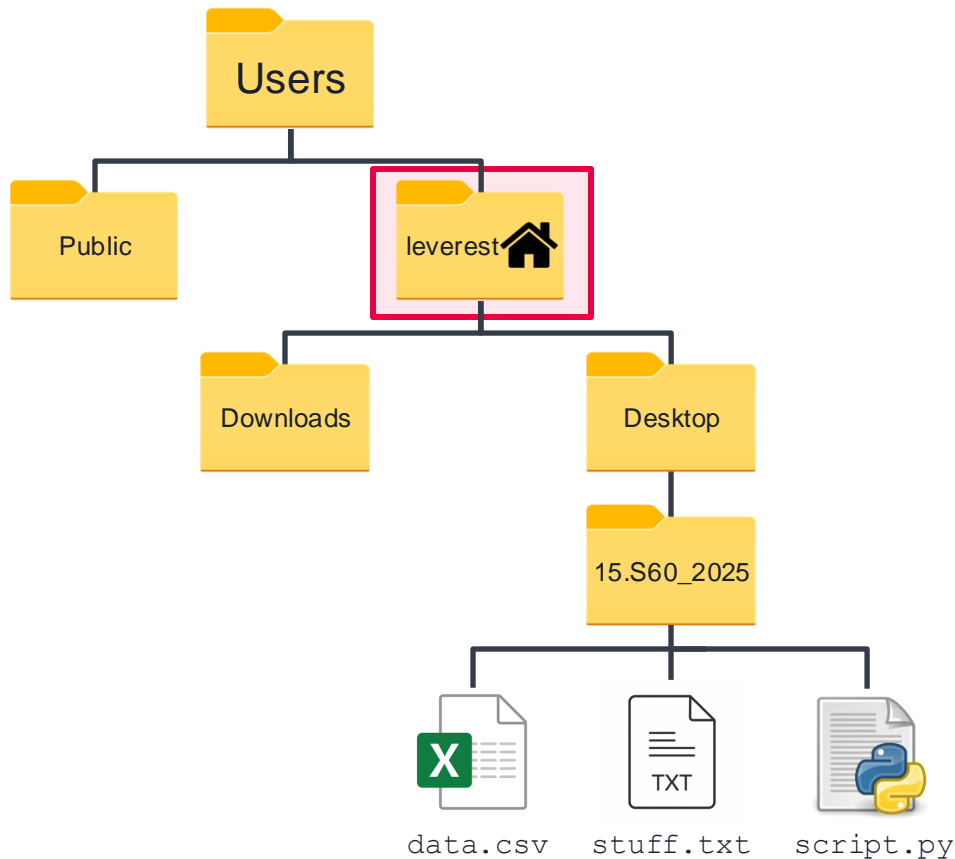 Users
Public
leverest
Downloads
Desktop
15.S60_2025
X
TXT
data.csv
stuff.txt
script.py